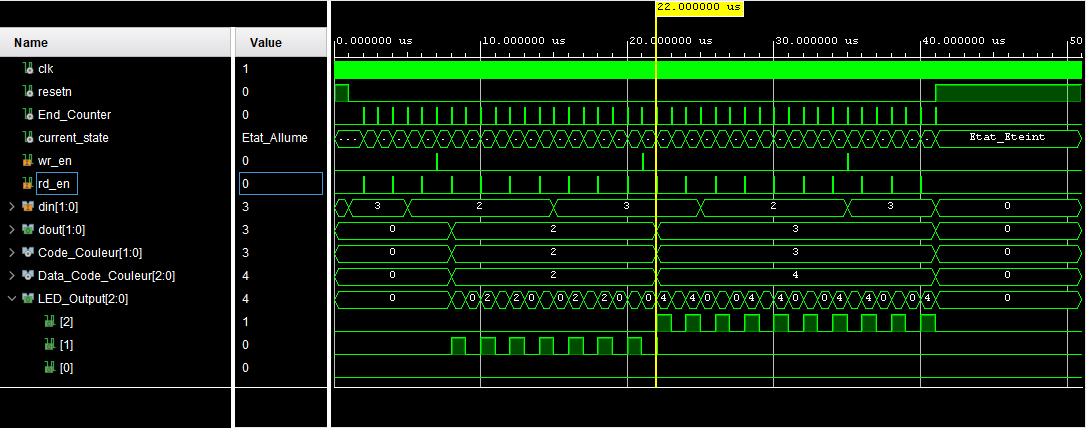 22.000000 us
Name Value 0.000000 us 10.000000 us 20.000000 us 30.000000 us 40.000000 us 50
clk 1
resetn 0
End_Counter 0
current_state Etat_Allume Etat_Eteint
wr_en 0
rd_en 0
din[1:0] 3 3 2 3 2 3 0
dout[1:0] 3 0 2 3 0
Code_Couleur[1:0] 3 0 2 3 0
Data_Code_Couleur[2:0] 4 0 2 4 0
LED_Output[2:0] 4 0 0 2 2 0 2 0 2 0 0 4 4 0 0 4 4 0 0 4 4 0 0 4 0
[2] 1
[1] 0
[0] 0